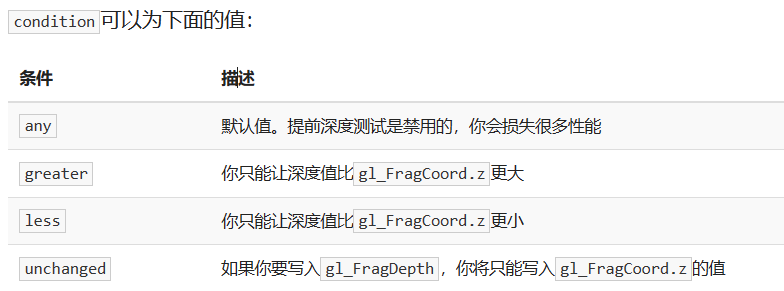 condition可以为下面的值：
条件 描述
any 默认值。提前深度测试是禁用的，你会损失很多性能
greater 你只能让深度值比gl_FragCoord.z更大
less 你只能让深度值比gl_FragCoord.z更小
unchanged 如果你要写入gl_FragDepth，你将只能写入gl_FragCoord.z的值